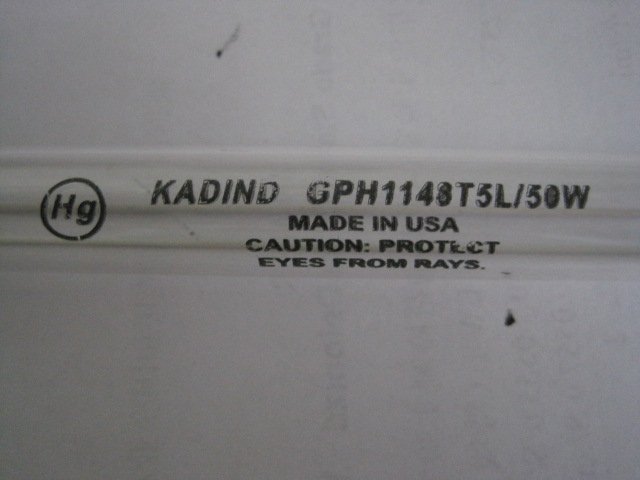 Hg KADIND GPH1148T5L/50W
MADE IN USA
CAUTION: PROTECT
EYES FROM RAYS.